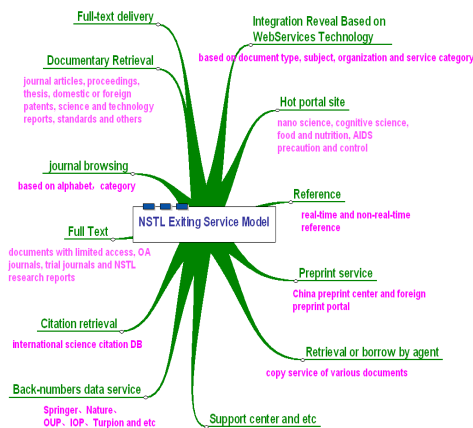 Full-text delivery
Documentary Retrieval
journal articles, proceedings,
thesis, domestic or foreign
patents, science and technology
reports, standards and others
journal browsing
based on alphabet, category
Full Text
documents with limited access, OA
journals, trial journals and NSTL
research reports
Citation retrieval
international science citation DB
Back-numbers data service
Springer、Nature、
OUP、IOP、Turpion and etc
NSTL Exiting Service Model
Integration Reveal Based on
WebServices Technology
based on document type, subject, organization and service category
Hot portal site
nano science, cognitive science,
food and nutrition. AIDS
precaution and control
Reference
real-time and non-real-time
reference
Preprint service
China preprint center and foreign
preprint portal
Retrieval or borrow by agent
copy service of various documents
Support center and etc